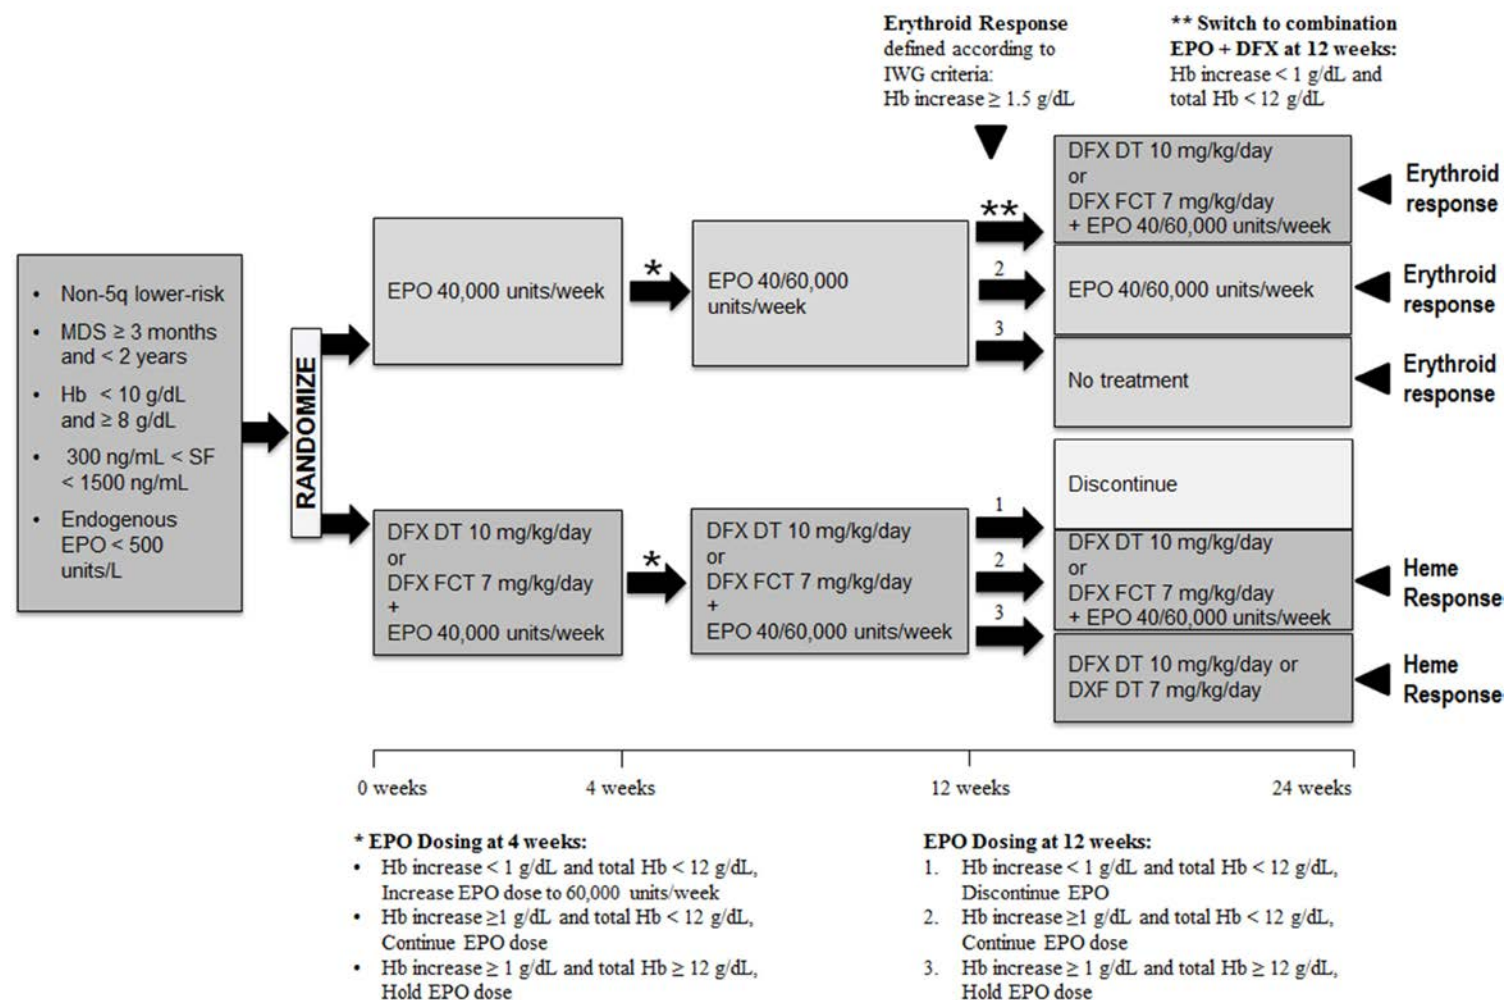 Erythroid Response
defined according to
IWG criteria:
Hb increase ≥ 1.5 g/dL
** Switch to combination
EPO + DFX at 12 weeks:
Hb increase < 1 g/dL and
total Hb < 12 g/dL
• Non-5q lower-risk
• MDS ≥ 3 months
and < 2 years
• Hb < 10 g/dL
and ≥ 8 g/dL
• 300 ng/mL < SF
< 1500 ng/mL
• Endogenous
EPO < 500
units/L
RANDOMIZE
EPO 40,000 units/week
*
EPO 40/60,000
units/week
**
2
3
DFX DT 10 mg/kg/day
or
DFX FCT 7 mg/kg/day
+ EPO 40/60,000 units/week
Erythroid
response
EPO 40/60,000 units/week
Erythroid
response
No treatment
Erythroid
response
DFX DT 10 mg/kg/day
or
DFX FCT 7 mg/kg/day
+
EPO 40,000 units/week
*
DFX DT 10 mg/kg/day
or
DFX FCT 7 mg/kg/day
+
EPO 40/60,000 units/week
1
2
3
Discontinue
DFX DT 10 mg/kg/day
or
DFX FCT 7 mg/kg/day
+ EPO 40/60,000 units/week
Heme
Response
DFX DT 10 mg/kg/day or
DXF DT 7 mg/kg/day
Heme
Response
0 weeks
4 weeks
12 weeks
24 weeks
* EPO Dosing at 4 weeks:
• Hb increase < 1 g/dL and total Hb < 12 g/dL,
Increase EPO dose to 60,000 units/week
• Hb increase ≥1 g/dL and total Hb < 12 g/dL,
Continue EPO dose
• Hb increase ≥ 1 g/dL and total Hb ≥ 12 g/dL,
Hold EPO dose
EPO Dosing at 12 weeks:
1. Hb increase < 1 g/dL and total Hb < 12 g/dL,
Discontinue EPO
2. Hb increase ≥1 g/dL and total Hb < 12 g/dL,
Continue EPO dose
3. Hb increase ≥ 1 g/dL and total Hb ≥ 12 g/dL,
Hold EPO dose